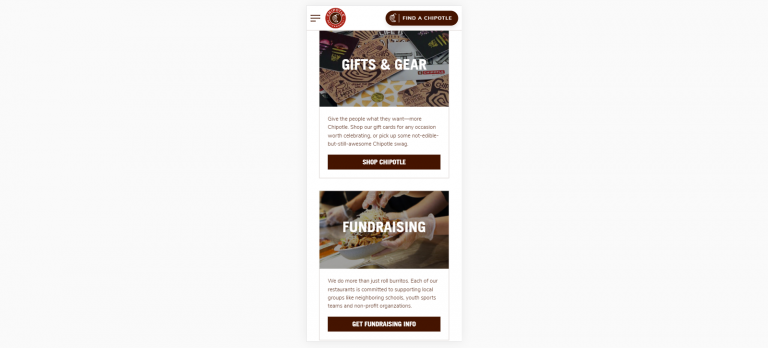 FIND A CHIPOTLE
GIFTS & GEAR
Give the people what they want—more
Chipotle. Shop our gift cards for any occasion
worth celebrating, or pick up some not-edible-
but-still-awesome Chipotle swag.
SHOP CHIPOTLE
FUNDRAISING
We do more than just roll burritos. Each of our
restaurants is committed to supporting local
groups like neighboring schools, youth sports
teams and non-profit organizations.
GET FUNDRAISING INFO